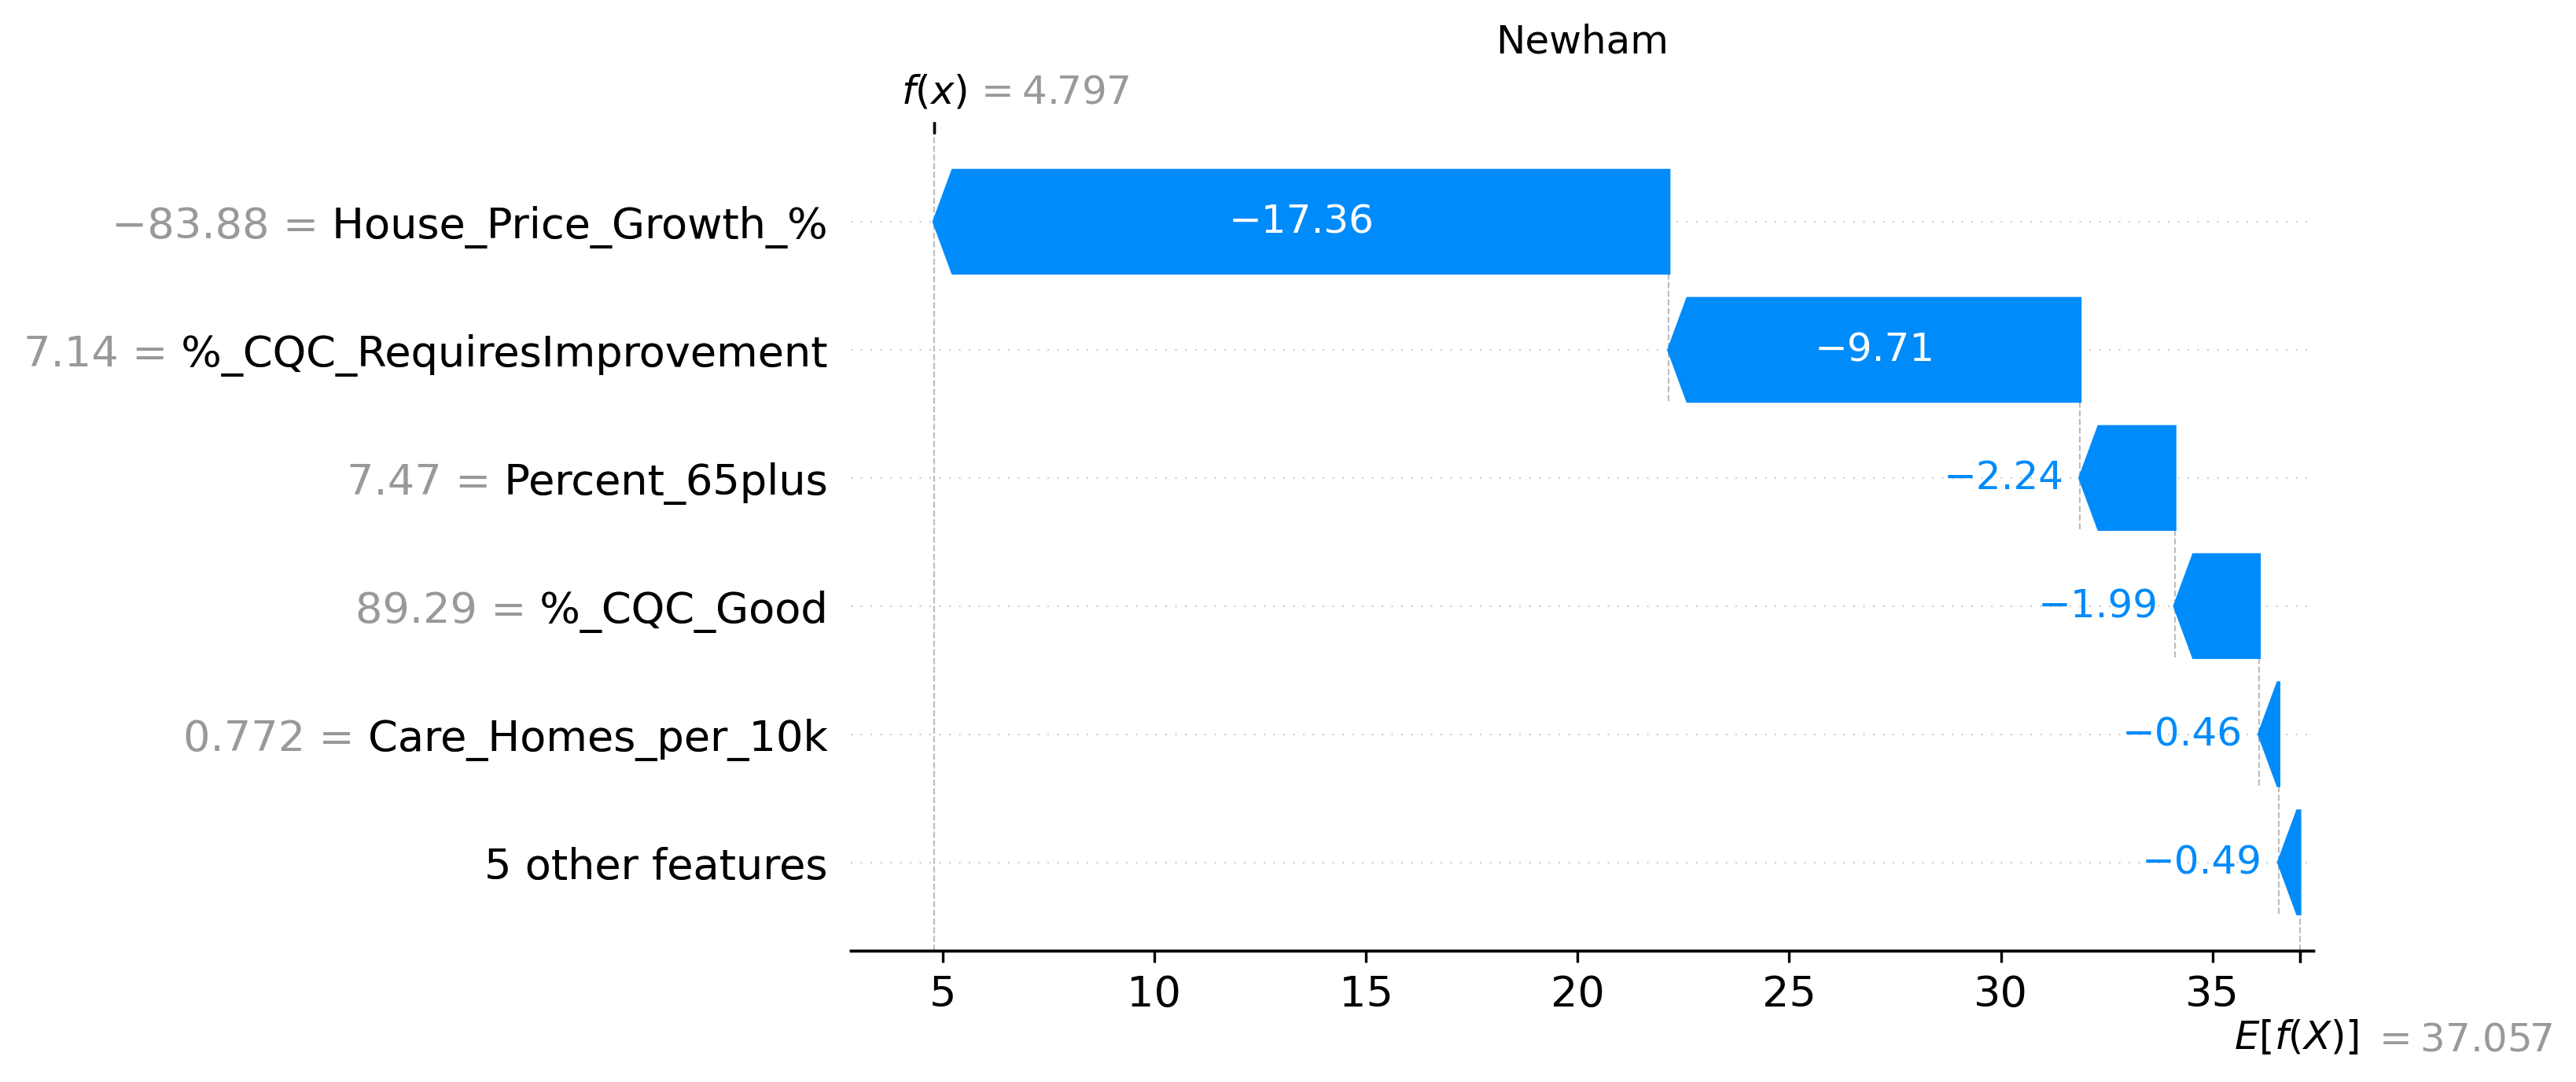 Newham
f(x) = 4.797
−83.88 = House_Price_Growth_%
−17.36
7.14 = %_CQC_RequiresImprovement
−9.71
7.47 = Percent_65plus
−2.24
89.29 = %_CQC_Good
−1.99
0.772 = Care_Homes_per_10k
−0.46
5 other features
−0.49
5 10 15 20 25 30 35
E[f(X)] = 37.057